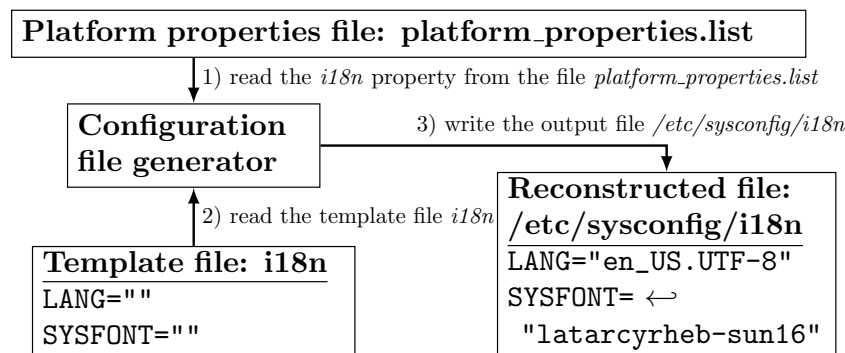 Platform properties file: platform_properties.list
1) read the i18n property from the file platform_properties.list
Configuration
file generator
3) write the output file /etc/sysconfig/i18n
2) read the template file i18n
Template file: i18n
LANG=""
SYSFONT=""
Reconstructed file:
/etc/sysconfig/i18n
LANG="en_US.UTF-8"
SYSFONT= ↩
"latarcyrheb-sun16"